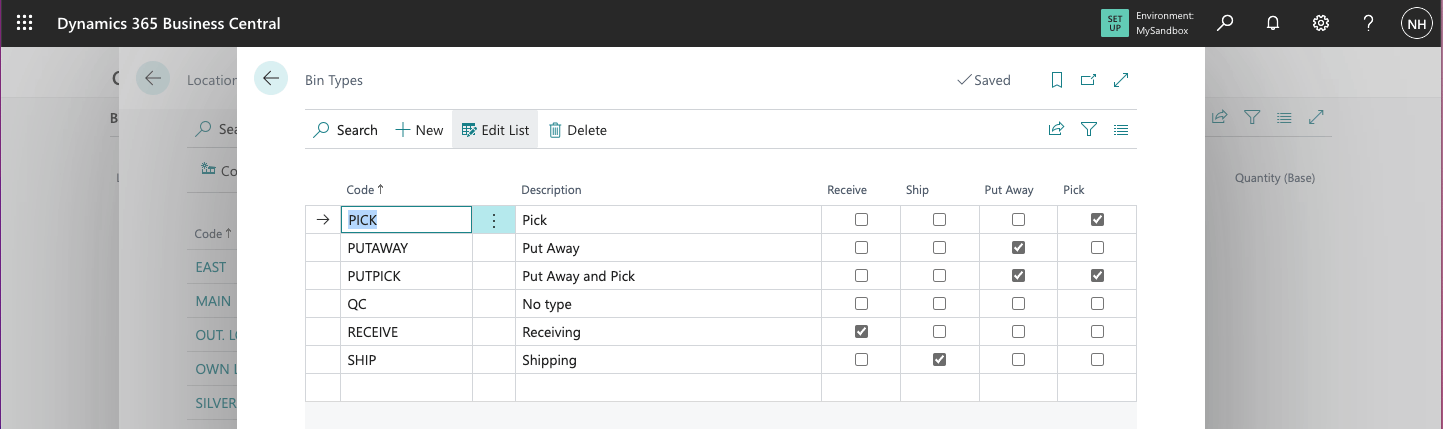 Dynamics 365 Business Central
SET UP
Environment:
MySandbox
NH
Location
Bin Types
Saved
Search
New
Edit List
Delete
Code
Description
Receive
Ship
Put Away
Pick
PICK
Pick
PUTAWAY
Put Away
PUTPICK
Put Away and Pick
QC
No type
RECEIVE
Receiving
SHIP
Shipping
Sea
Co
Code
EAST
MAIN
OUT. L
OWN L
SILVER
Quantity (Base)